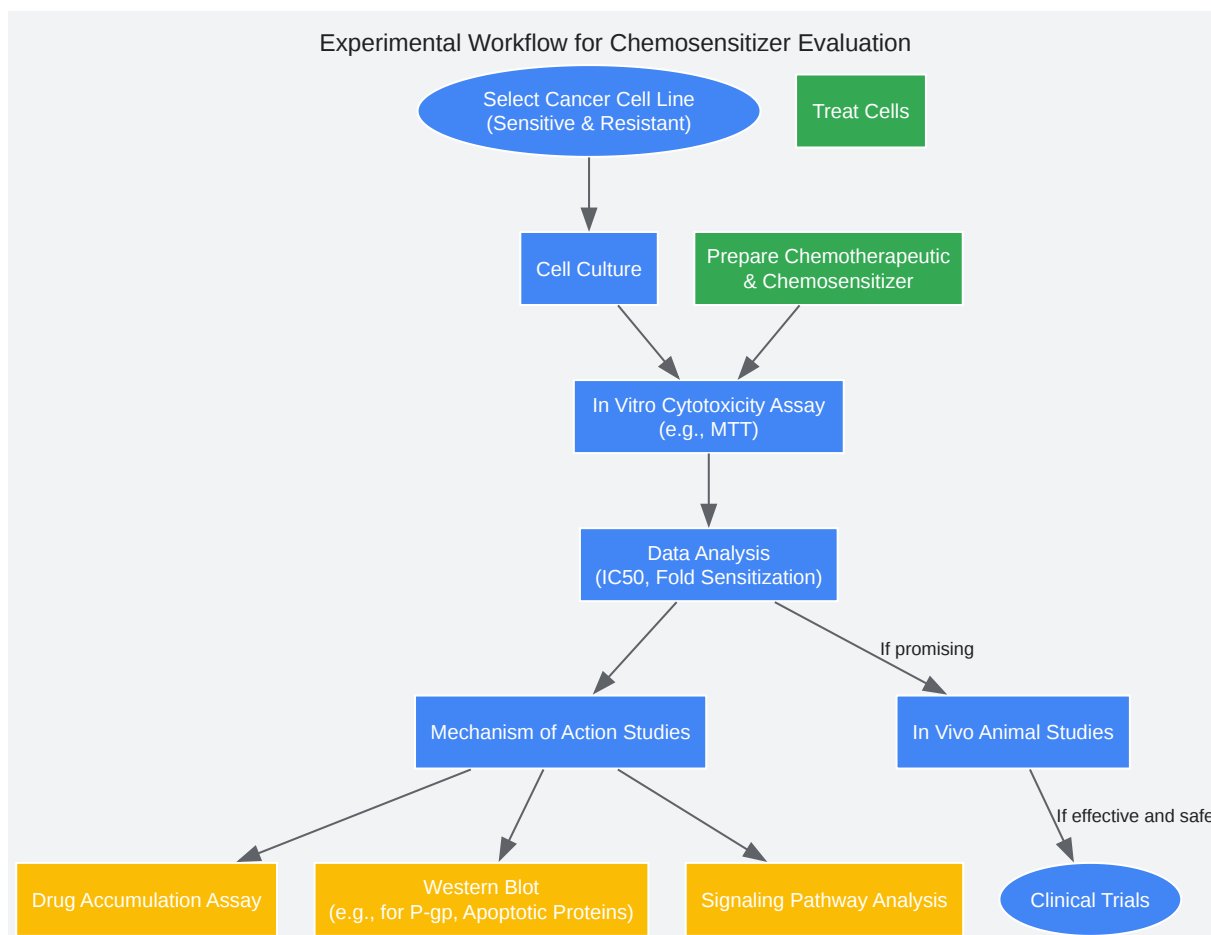 Experimental Workflow for Chemosensitizer Evaluation
Select Cancer Cell Line
(Sensitive & Resistant)
Treat Cells
Cell Culture
Prepare Chemotherapeutic
& Chemosensitizer
In Vitro Cytotoxicity Assay
(e.g., MTT)
Data Analysis
(IC50, Fold Sensitization)
If promising
Mechanism of Action Studies
In Vivo Animal Studies
If effective and safe
Drug Accumulation Assay
Western Blot
(e.g., for P-gp, Apoptotic Proteins)
Signaling Pathway Analysis
Clinical Trials